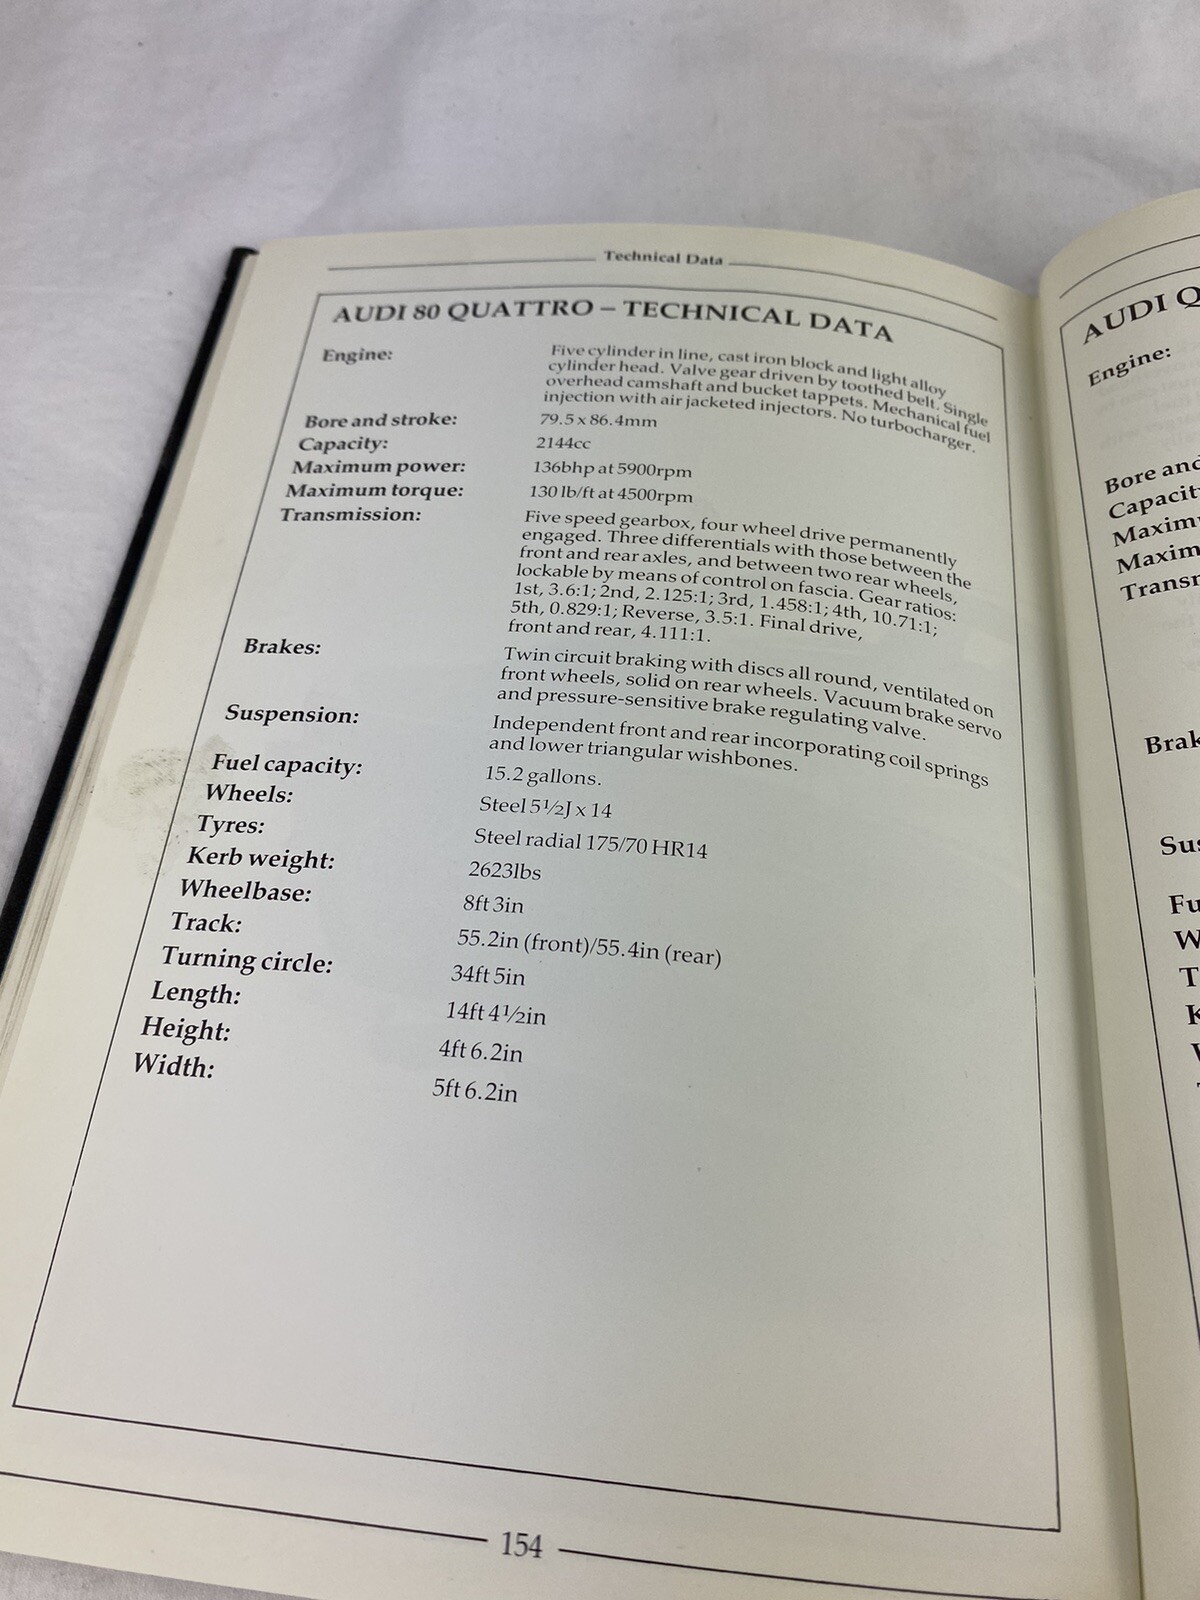 Technical Data
AUDI 80 QUATTRO – TECHNICAL DATA
Engine: Five cylinder in line, cast iron block and light alloy
cylinder head. Valve gear driven by toothed belt. Single
overhead camshaft and bucket tappets. Mechanical fuel
injection with air jacketed injectors. No turbocharger.
Bore and stroke: 79.5 x 86.4mm
Capacity: 2144cc
Maximum power: 136bhp at 5900rpm
Maximum torque: 130 lb/ft at 4500rpm
Transmission: Five speed gearbox, four wheel drive permanently
engaged. Three differentials with those between the
front and rear axles, and between two rear wheels,
lockable by means of control on fascia. Gear ratios:
1st, 3.6:1; 2nd, 2.125:1; 3rd, 1.458:1; 4th, 10.71:1;
5th, 0.829:1; Reverse, 3.5:1. Final drive,
front and rear, 4.111:1.
Brakes: Twin circuit braking with discs all round, ventilated on
front wheels, solid on rear wheels. Vacuum brake servo
and pressure-sensitive brake regulating valve.
Suspension: Independent front and rear incorporating coil springs
and lower triangular wishbones.
Fuel capacity: 15.2 gallons.
Wheels: Steel 5½J x 14
Tyres: Steel radial 175/70 HR14
Kerb weight: 2623lbs
Wheelbase: 8ft 3in
Track: 55.2in (front)/55.4in (rear)
Turning circle: 34ft 5in
Length: 14ft 4½in
Height: 4ft 6.2in
Width: 5ft 6.2in
154
AUDI Q
Engine:
Bore and
Capacity
Maximu
Maximu
Transm
Brak
Sus
Fu
W
T
K